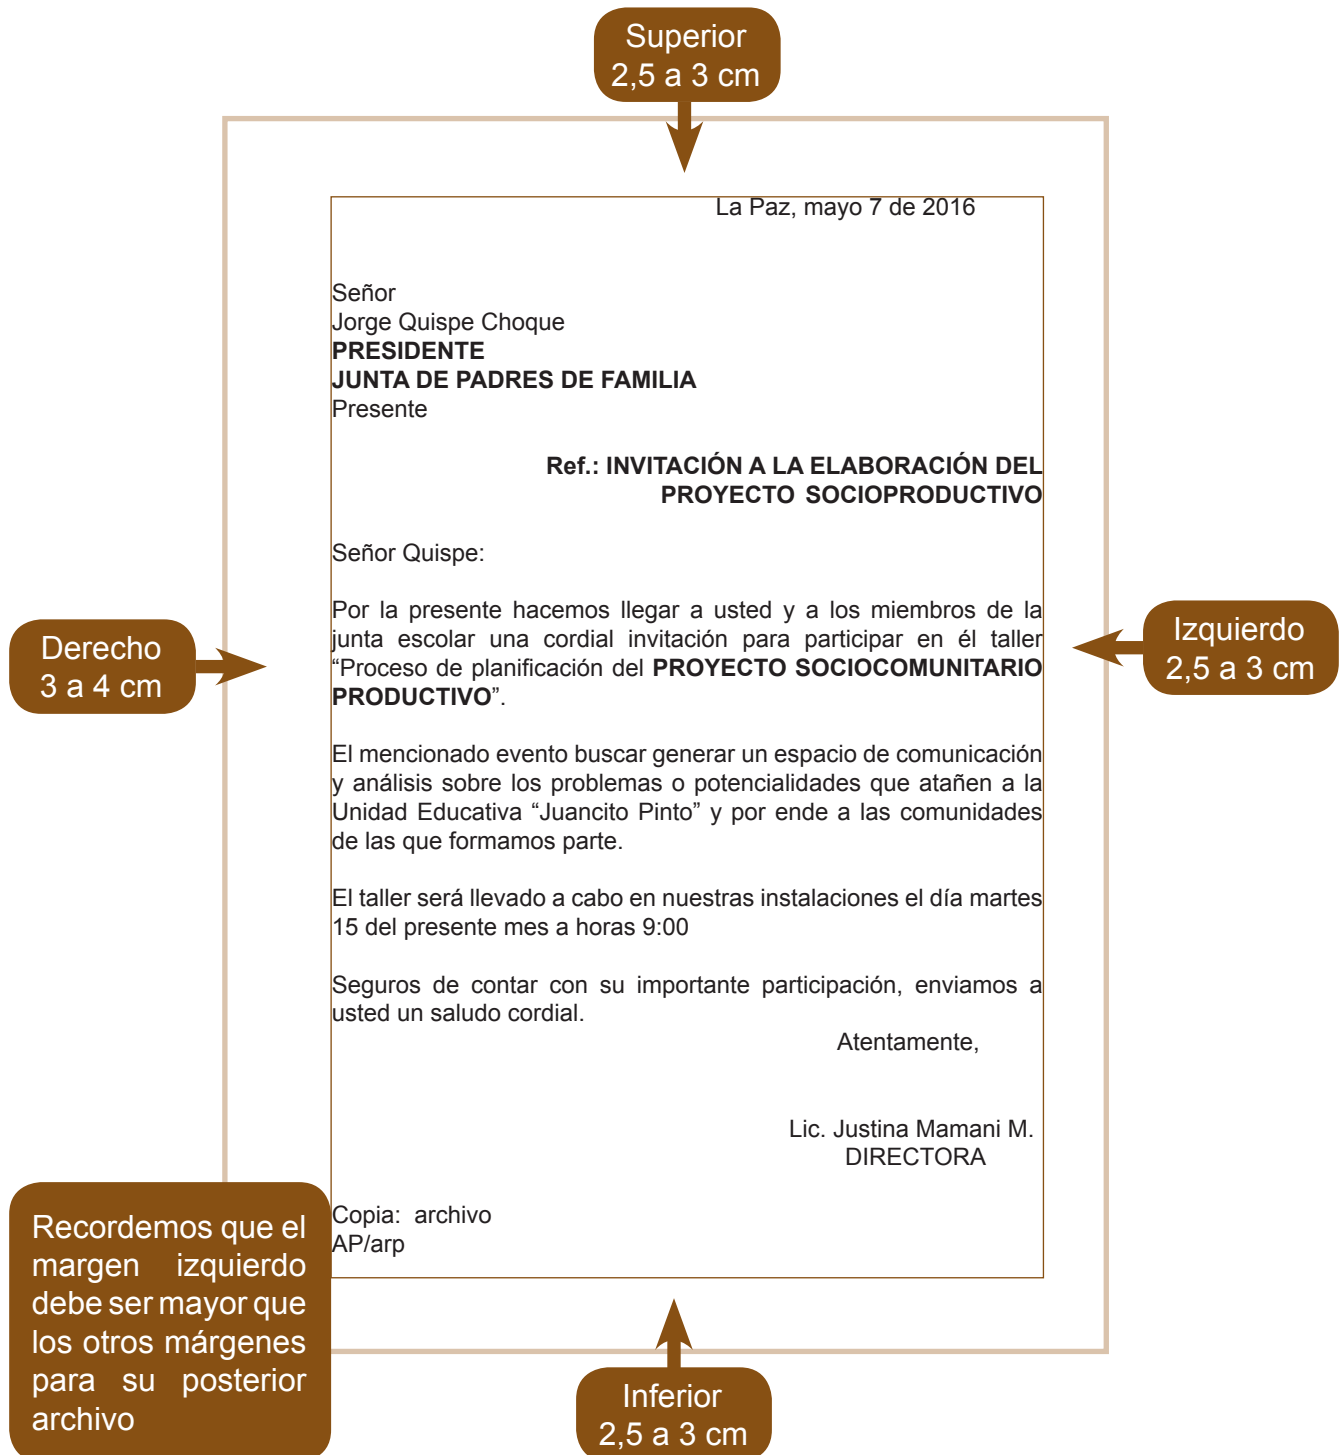 Superior
2,5 a 3 cm
La Paz, mayo 7 de 2016
Señor
Jorge Quispe Choque
PRESIDENTE
JUNTA DE PADRES DE FAMILIA
Presente
Ref.: INVITACIÓN A LA ELABORACIÓN DEL
PROYECTO SOCIOPRODUCTIVO
Señor Quispe:
Por la presente hacemos llegar a usted y a los miembros de la
junta escolar una cordial invitación para participar en él taller
“Proceso de planificación del PROYECTO SOCIOCOMUNITARIO
PRODUCTIVO”.
El mencionado evento buscar generar un espacio de comunicación
y análisis sobre los problemas o potencialidades que atañen a la
Unidad Educativa “Juancito Pinto” y por ende a las comunidades
de las que formamos parte.
El taller será llevado a cabo en nuestras instalaciones el día martes
15 del presente mes a horas 9:00
Seguros de contar con su importante participación, enviamos a
usted un saludo cordial.
Atentamente,
Lic. Justina Mamani M.
DIRECTORA
Copia: archivo
AP/arp
Derecho
3 a 4 cm
Izquierdo
2,5 a 3 cm
Recordemos que el
margen izquierdo
debe ser mayor que
los otros márgenes
para su posterior
archivo
Inferior
2,5 a 3 cm